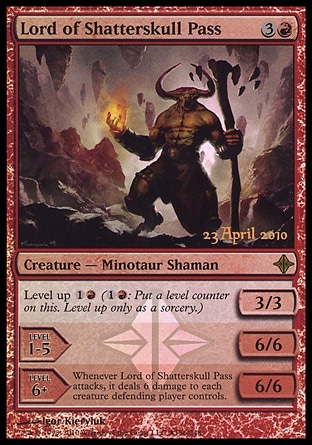 Lord of Shatterskull Pass 3
23 April 2010
Creature — Minotaur Shaman
Level up 1 (1 : Put a level counter
on this. Level up only as a sorcery.)
3/3
LEVEL
1-5
6/6
LEVEL
6+
Whenever Lord of Shatterskull Pass
attacks, it deals 6 damage to each
creature defending player controls.
6/6
Igor Kieryluk